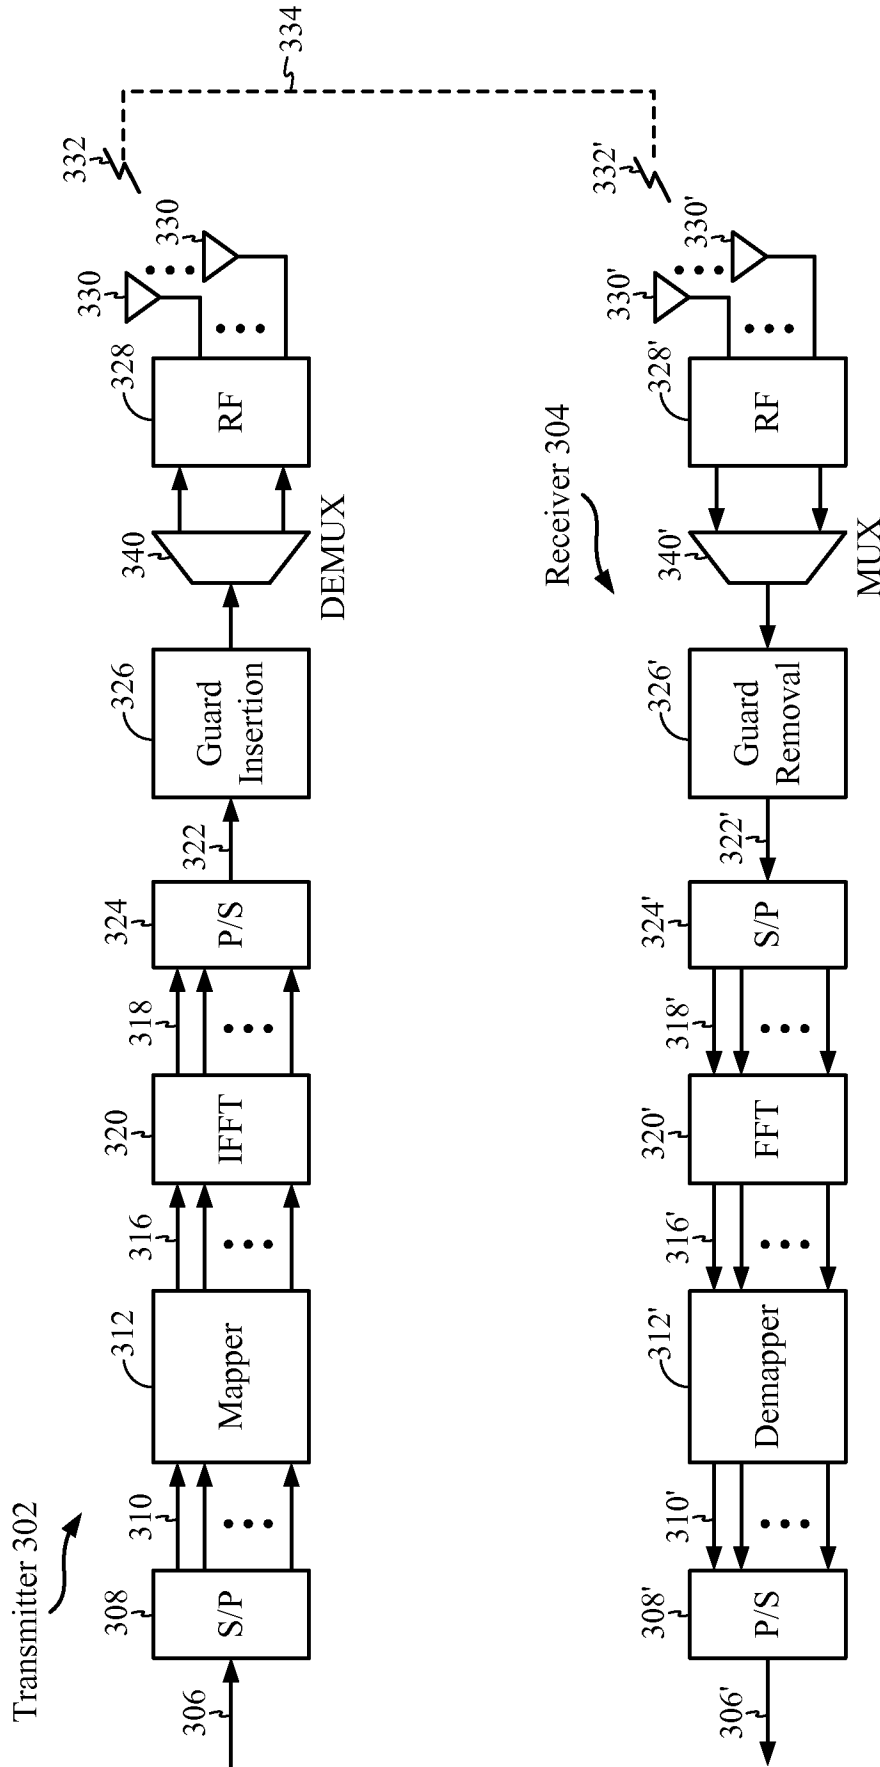 Transmitter 302
306
308
S/P
310
312
Mapper
316
320
IFFT
318
324
P/S
322
326
Guard
Insertion
340
DEMUX
328
RF
330
330
332
334
Receiver 304
306'
308'
P/S
310'
312'
Demapper
316'
320'
FFT
318'
324'
S/P
322'
326'
Guard
Removal
340'
MUX
328'
RF
330'
330'
332'